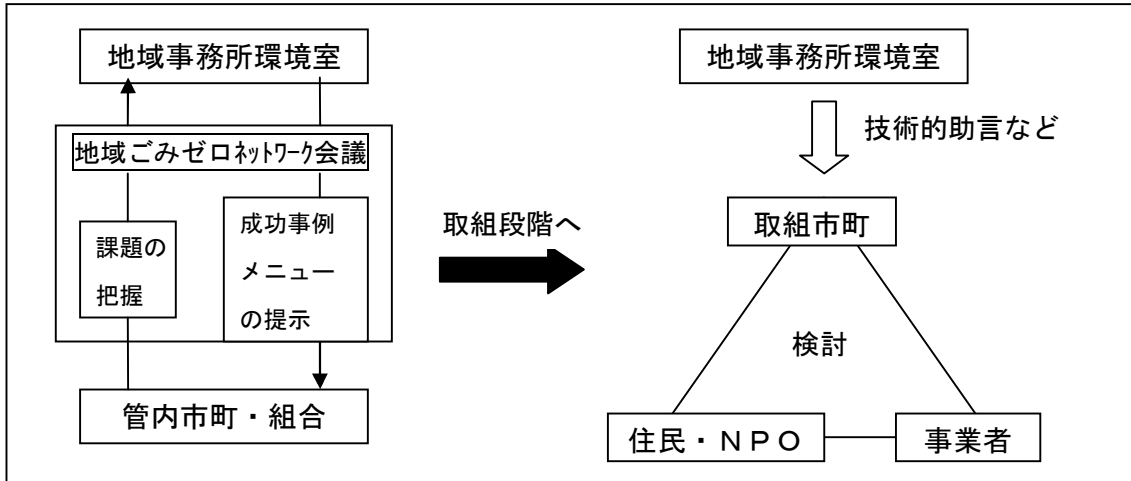 地域事務所環境室
地域ごみゼロﾈｯﾄﾜｰｸ会議
課題の
把握
成功事例
メニュー
の提示
管内市町・組合
取組段階へ
地域事務所環境室
技術的助言など
取組市町
検討
住民・ＮＰＯ
事業者